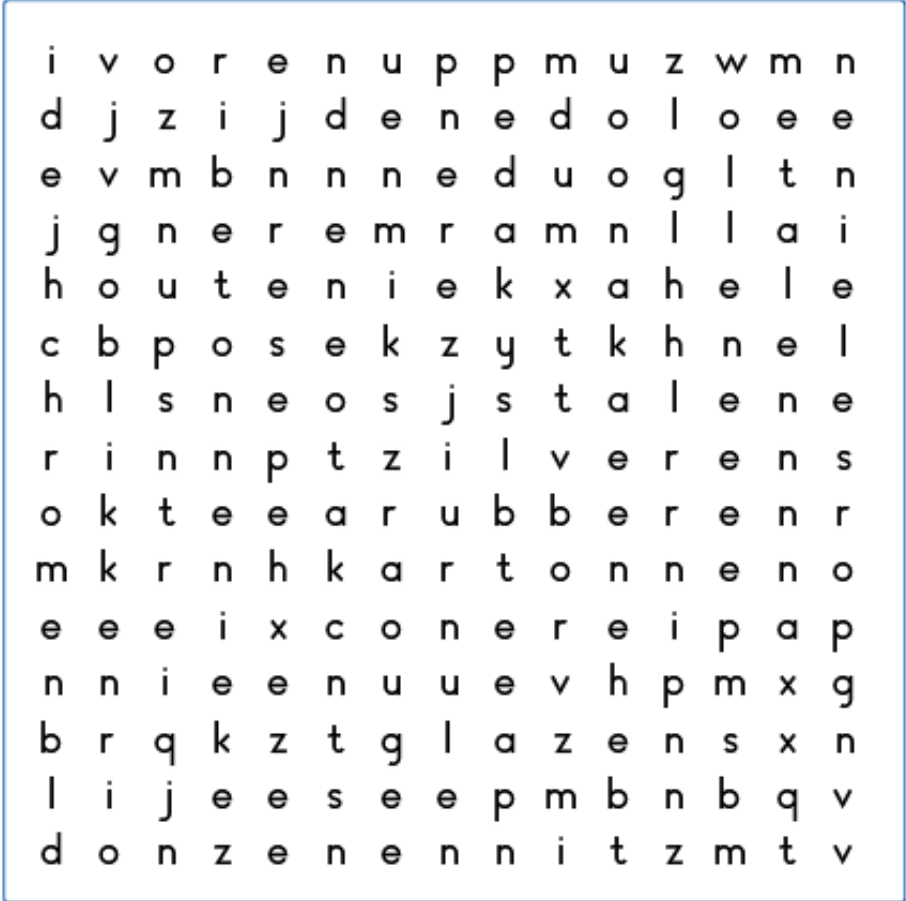 i v o r e n u p p m u z w m n
d j z i j d e n e d o l o e e
e v m b n n n e d u o g l t n
j g n e r e m r a m n l l a i
h o u t e n i e k x a h e l e
c b p o s e k z y t k h n e l
h l s n e o s j s t a l e n e
r i n n p t z i l v e r e n s
o k t e e a r u b b e r e n r
m k r n h k a r t o n n e n o
e e e i x c o n e r e i p a p
n n i e e n u u e v h p m x g
b r q k z t g l a z e n s x n
l i j e e s e e p m b n b q v
d o n z e n e n n i t z m t v